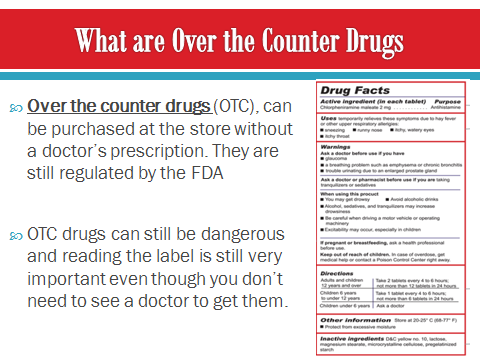 What are Over the Counter Drugs
Over the counter drugs (OTC), can
be purchased at the store without
a doctor's prescription. They are
still regulated by the FDA
OTC drugs can still be dangerous
and reading the label is still very
important even though you don't
need to see a doctor to get them.
Drug Facts
Active ingredient (in each tablet) Purpose
Chlorpheniramine maleate 2 mg Antihistamine
Uses temporarily relieves these symptoms due to hay fever
or other upper respiratory allergies:
■ sneezing ■ runny nose ■ itchy, watery eyes
■ itchy throat
Warnings
Ask a doctor before use if you have
■ glaucoma
■ a breathing problem such as emphysema or chronic bronchitis
■ trouble urinating due to an enlarged prostate gland
Ask a doctor or pharmacist before use if you are taking
tranquilizers or sedatives
When using this product
■ You may get drowsy ■ Avoid alcoholic drinks
■ Alcohol, sedatives, and tranquilizers may increase
drowsiness
■ Be careful when driving a motor vehicle or operating
machinery
■ Excitability may occur, especially in children
If pregnant or breastfeeding, ask a health professional
before use.
Keep out of reach of children. In case of overdose, get
medical help or contact a Poison Control Center right away.
Directions
Adults and children 12 years and over Take 2 tablets every 4 to 6 hours; not more than 12 tablets in 24 hours
Children 6 years to under 12 years Take 1 tablet every 4 to 6 hours; not more than 6 tablets in 24 hours
Children under 6 years Ask a doctor
Other information Store at 20-25° C (68-77° F)
■ Protect from excessive moisture
Inactive ingredients D&C yellow no. 10, lactose,
magnesium stearate, microcrystalline cellulose, pregelatinized
starch